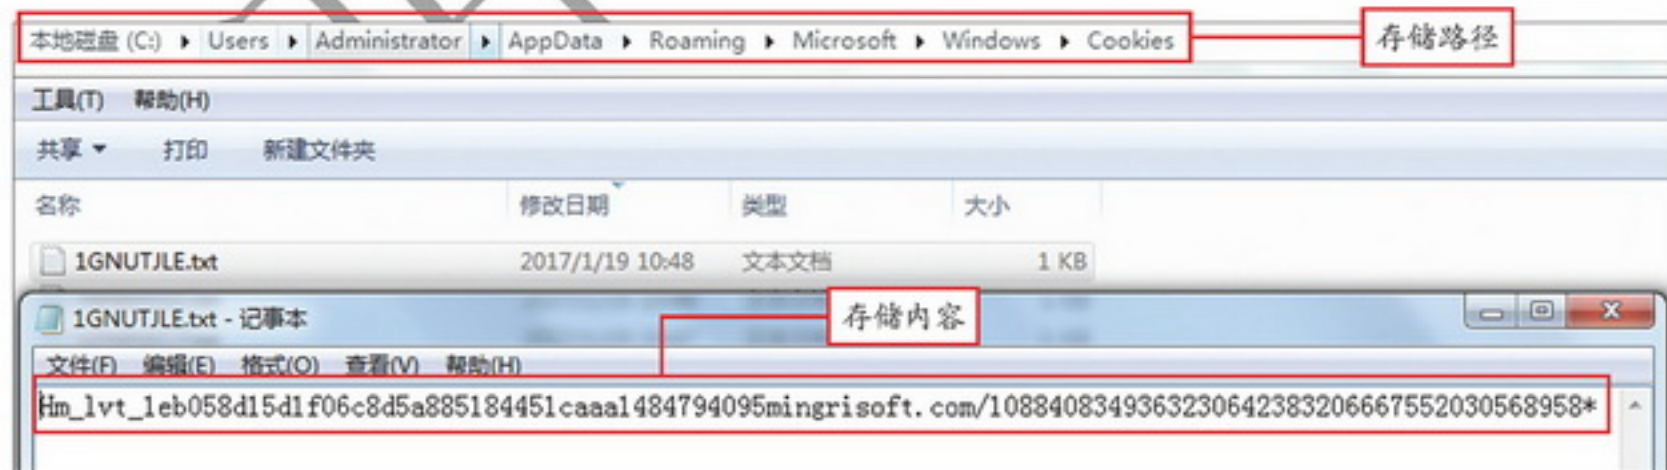 本地磁盘 (C:) ▸ Users ▸ Administrator ▸ AppData ▸ Roaming ▸ Microsoft ▸ Windows ▸ Cookies 存储路径
工具(T) 帮助(H)
共享 打印 新建文件夹
名称 修改日期 类型 大小
1GNUTJLE.txt 2017/1/19 10:48 文本文档 1 KB
1GNUTJLE.txt - 记事本 存储内容
文件(F) 编辑(E) 格式(O) 查看(V) 帮助(H)
Hm_lvt_1eb058d15d1f06c8d5a885184451caaa1484794095mingrisoft.com/1088408349363230642383206667552030568958*